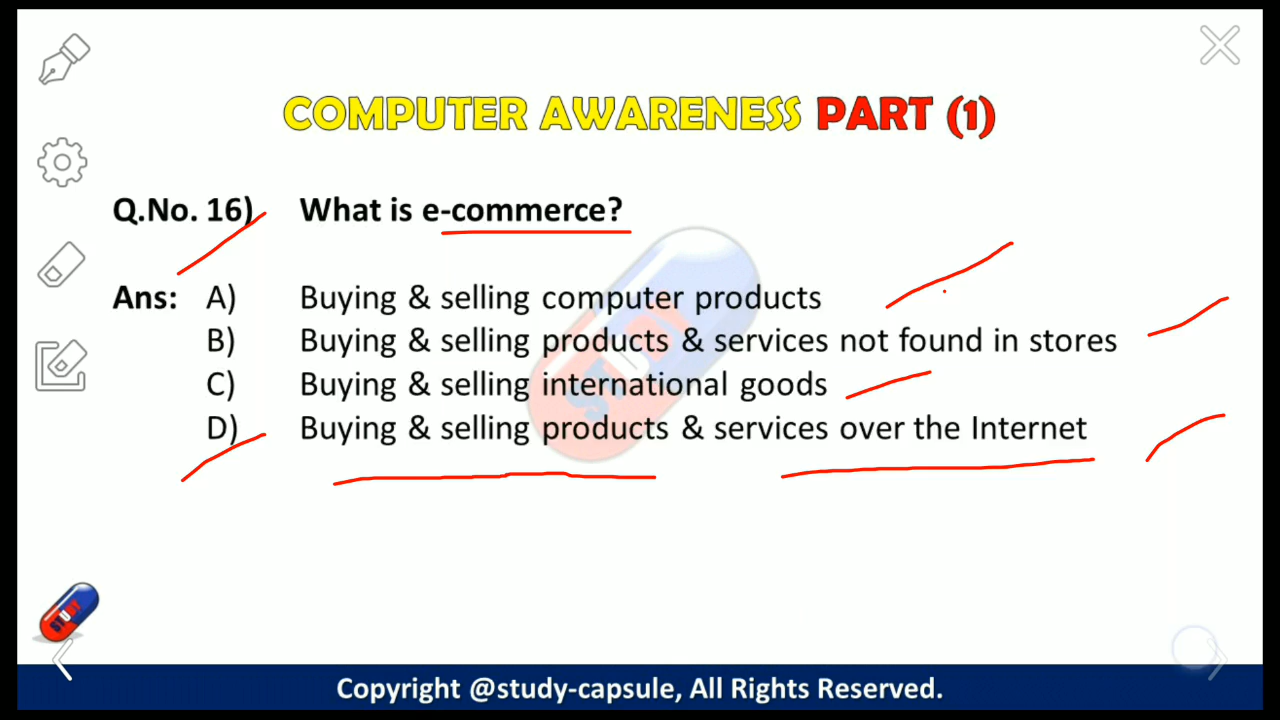 COMPUTER AWARENESS PART (1)
Q.No. 16) What is e-commerce?
Ans: A) Buying & selling computer products
B) Buying & selling products & services not found in stores
C) Buying & selling international goods
D) Buying & selling products & services over the Internet
STUDY
Copyright @study-capsule, All Rights Reserved.